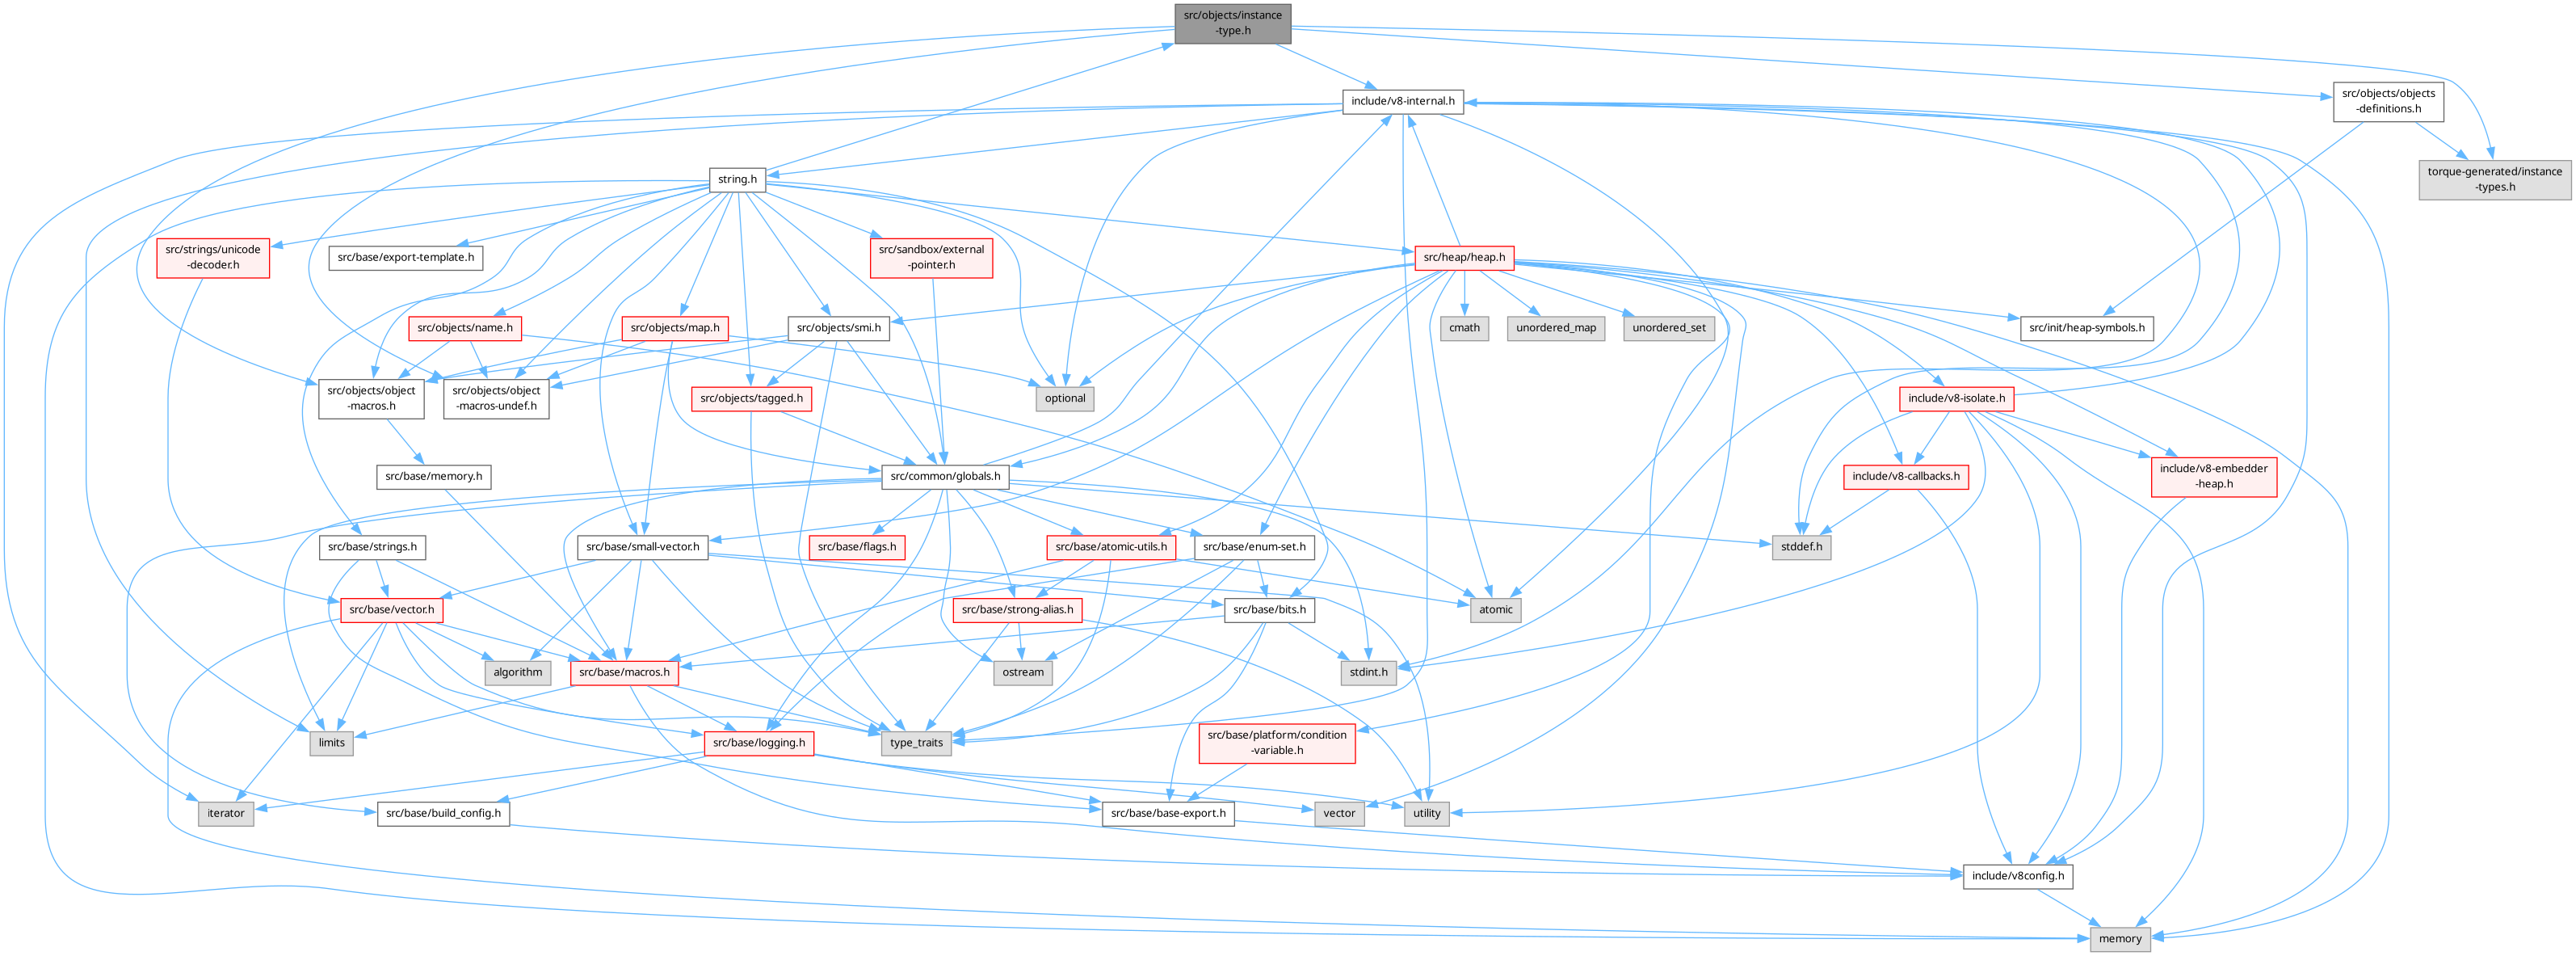 src/objects/instance
-type.h
include/v8-internal.h
src/objects/objects
-definitions.h
string.h
torque-generated/instance
-types.h
src/strings/unicode
-decoder.h
src/base/export-template.h
src/sandbox/external
-pointer.h
src/heap/heap.h
src/objects/name.h
src/objects/map.h
src/objects/smi.h
cmath
unordered_map
unordered_set
src/init/heap-symbols.h
src/objects/object
-macros.h
src/objects/object
-macros-undef.h
src/objects/tagged.h
optional
include/v8-isolate.h
src/base/memory.h
src/common/globals.h
include/v8-callbacks.h
include/v8-embedder
-heap.h
src/base/strings.h
src/base/small-vector.h
src/base/flags.h
src/base/atomic-utils.h
src/base/enum-set.h
stddef.h
src/base/vector.h
src/base/strong-alias.h
src/base/bits.h
atomic
algorithm
src/base/macros.h
ostream
stdint.h
limits
src/base/logging.h
type_traits
src/base/platform/condition
-variable.h
iterator
src/base/build_config.h
src/base/base-export.h
vector
utility
include/v8config.h
memory